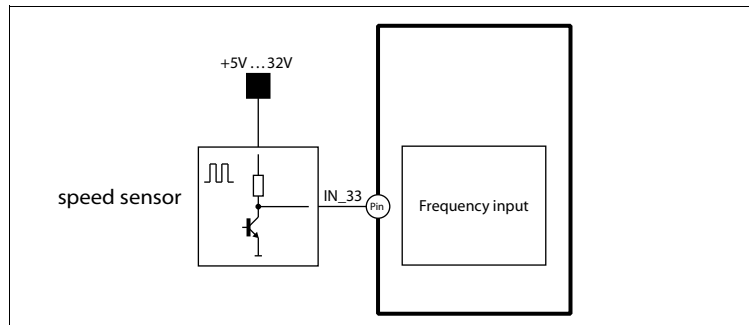 +5V ... 32V
speed sensor
IN_33
Pin
Frequency input